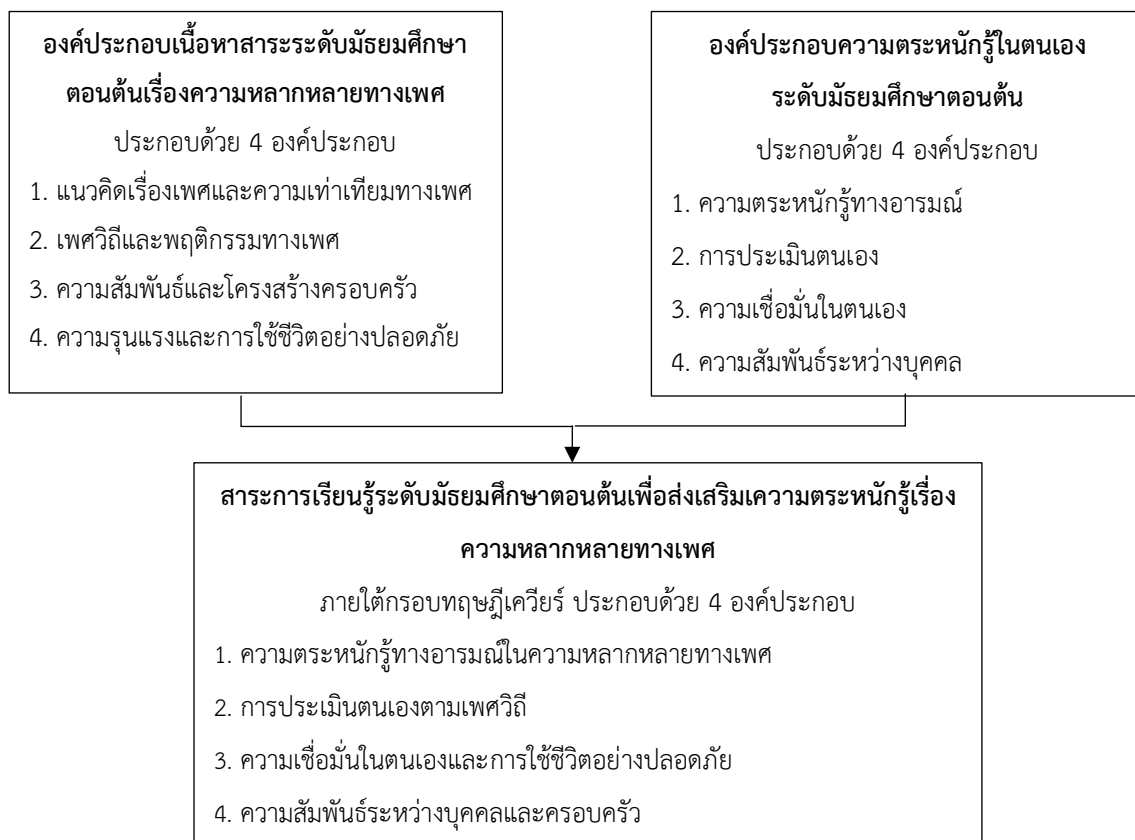 องค์ประกอบเนื้อหาสาระระดับมัธยมศึกษา
ตอนต้นเรื่องความหลากหลายทางเพศ
ประกอบด้วย 4 องค์ประกอบ
1. แนวคิดเรื่องเพศและความเท่าเทียมทางเพศ
2. เพศวิถีและพฤติกรรมทางเพศ
3. ความสัมพันธ์และโครงสร้างครอบครัว
4. ความรุนแรงและการใช้ชีวิตอย่างปลอดภัย
องค์ประกอบความตระหนักรู้ในตนเอง
ระดับมัธยมศึกษาตอนต้น
ประกอบด้วย 4 องค์ประกอบ
1. ความตระหนักรู้ทางอารมณ์
2. การประเมินตนเอง
3. ความเชื่อมั่นในตนเอง
4. ความสัมพันธ์ระหว่างบุคคล
สาระการเรียนรู้ระดับมัธยมศึกษาตอนต้นเพื่อส่งเสริมเความตระหนักรู้เรื่อง
ความหลากหลายทางเพศ
ภายใต้กรอบทฤษฎีเควียร์ ประกอบด้วย 4 องค์ประกอบ
1. ความตระหนักรู้ทางอารมณ์ในความหลากหลายทางเพศ
2. การประเมินตนเองตามเพศวิถี
3. ความเชื่อมั่นในตนเองและการใช้ชีวิตอย่างปลอดภัย
4. ความสัมพันธ์ระหว่างบุคคลและครอบครัว